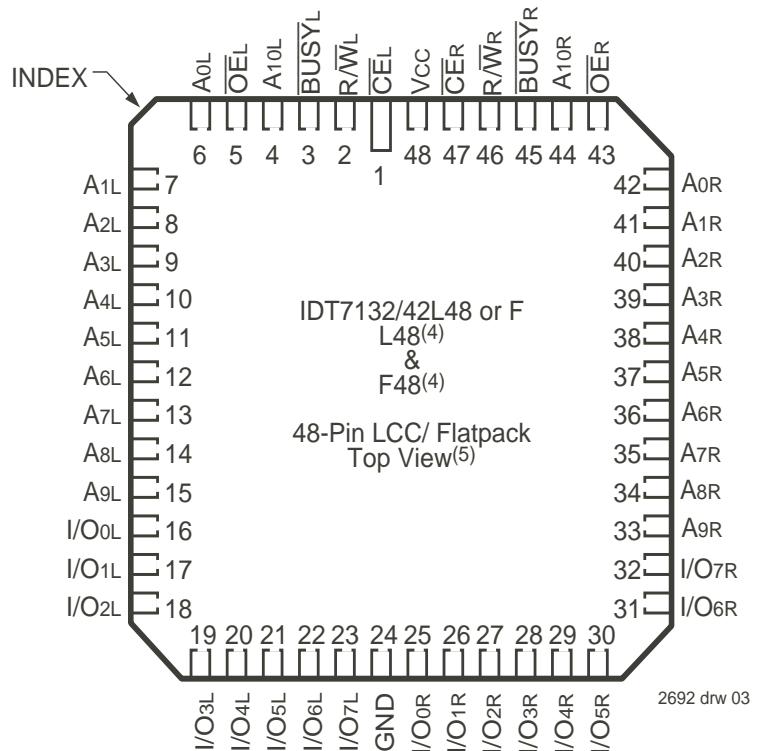 INDEX
A0L
OEL
A10L
BUSYL
R/WL
CEL
VCC
CER
R/WR
BUSYR
A10R
OER
6 5 4 3 2 1 48 47 46 45 44 43
A1L 7
A2L 8
A3L 9
A4L 10
A5L 11
A6L 12
A7L 13
A8L 14
A9L 15
I/O0L 16
I/O1L 17
I/O2L 18
IDT7132/42L48 or F
L48(4)
&
F48(4)
48-Pin LCC/ Flatpack
Top View(5)
42 A0R
41 A1R
40 A2R
39 A3R
38 A4R
37 A5R
36 A6R
35 A7R
34 A8R
33 A9R
32 I/O7R
31 I/O6R
19 20 21 22 23 24 25 26 27 28 29 30
I/O3L
I/O4L
I/O5L
I/O6L
I/O7L
GND
I/O0R
I/O1R
I/O2R
I/O3R
I/O4R
I/O5R
2692 drw 03